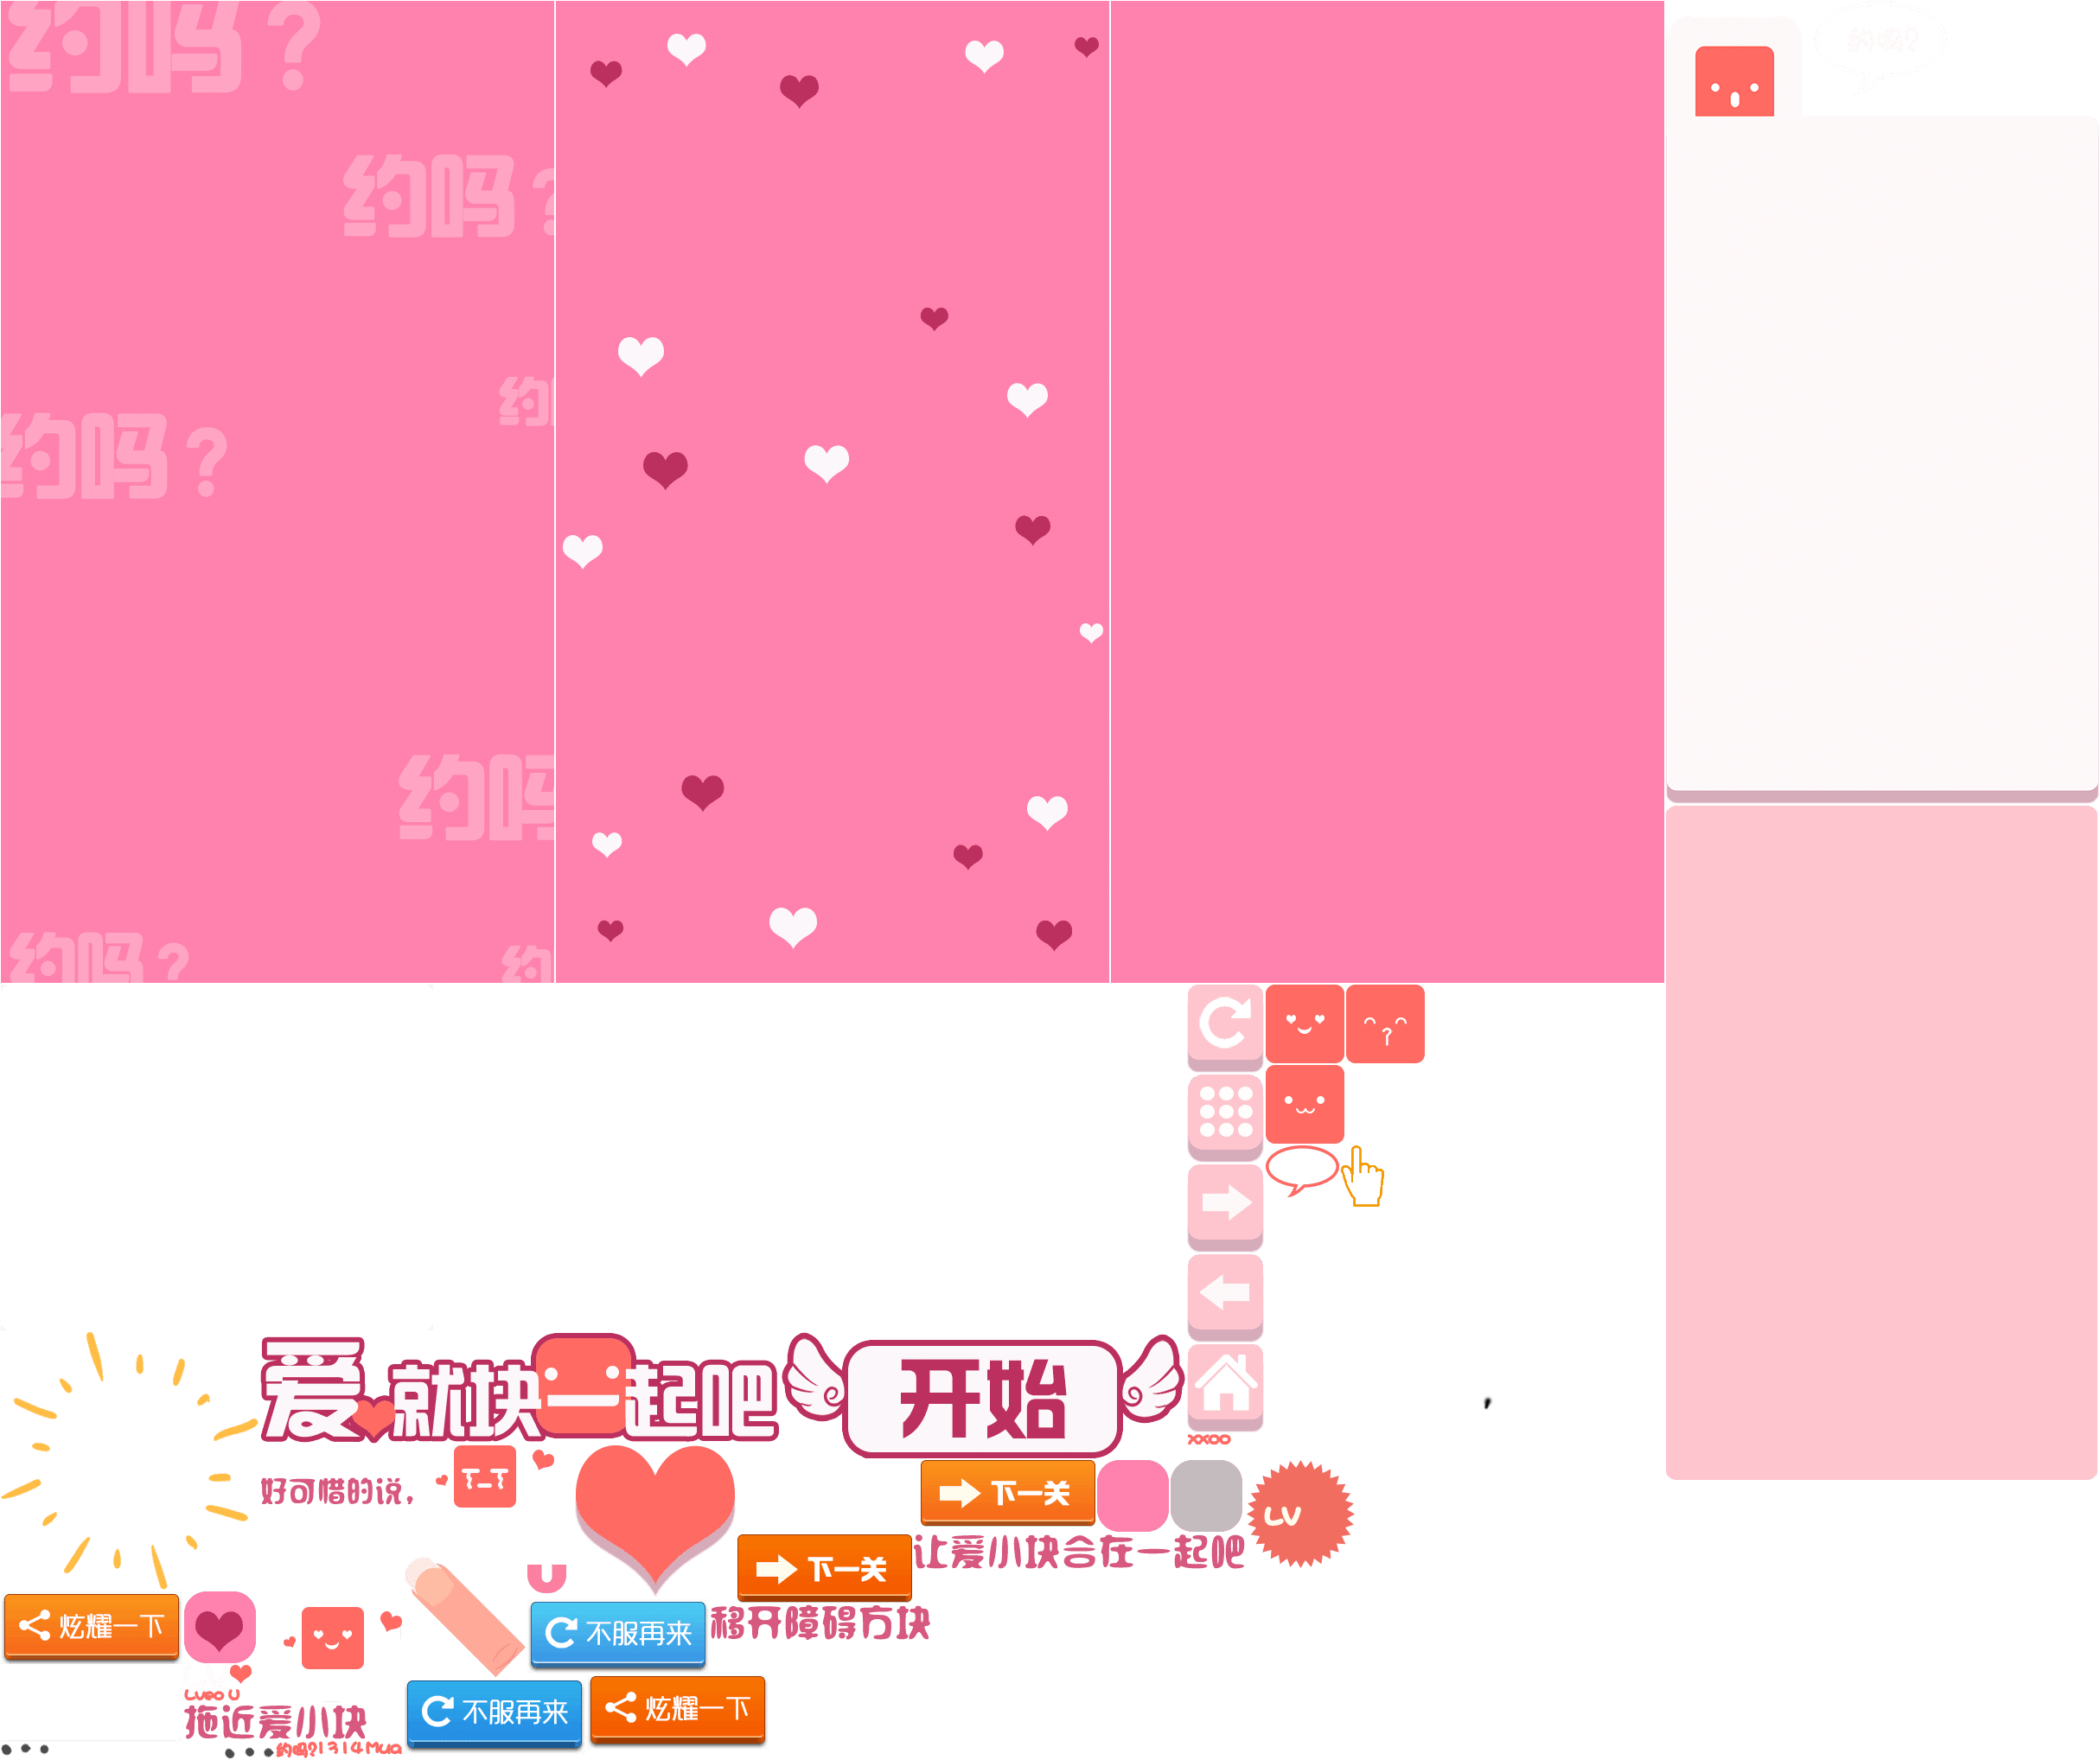 约吗?
约吗?
约吗?
约
约吗?
约吗
约吗?
约
爱就块一起吧
开始
xxoo
好可惜的说,
下一关
LV
让爱小块合在一起吧
下一关
U
炫耀一下
不服再来
移开障碍方块
不服再来
炫耀一下
拖近爱小块
约吗?1314Mua